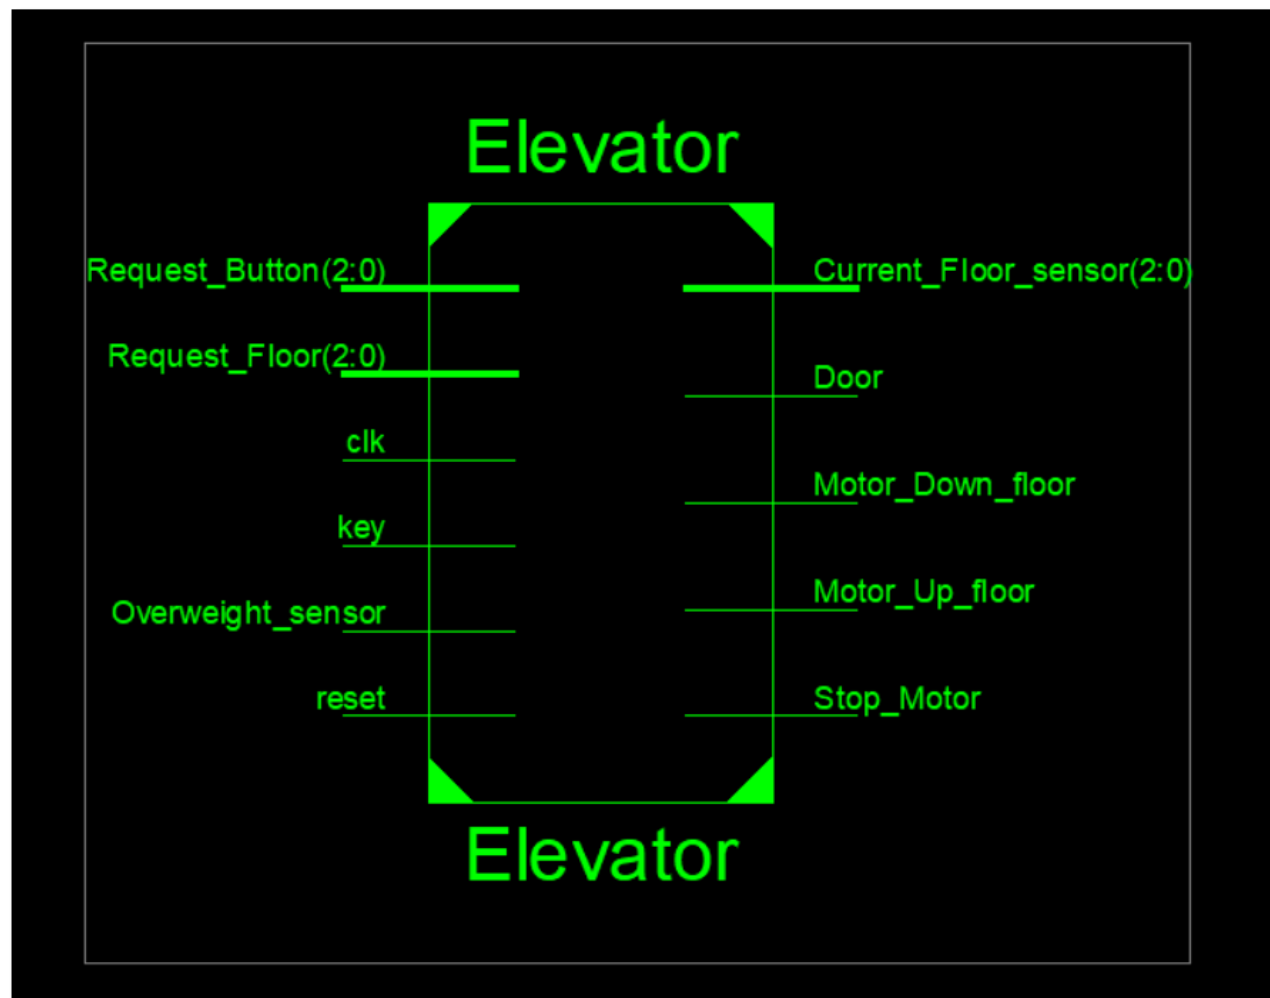 Elevator
Request_Button(2:0)
Current_Floor_sensor(2:0)
Request_Floor(2:0)
Door
clk
Motor_Down_floor
key
Motor_Up_floor
Overweight_sensor
reset
Stop_Motor
Elevator